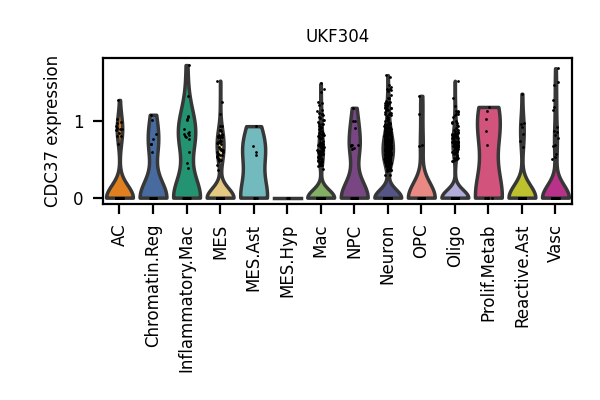 UKF304
CDC37 expression
1
0
AC
Chromatin.Reg
Inflammatory.Mac
MES
MES.Ast
MES.Hyp
Mac
NPC
Neuron
OPC
Oligo
Prolif.Metab
Reactive.Ast
Vasc